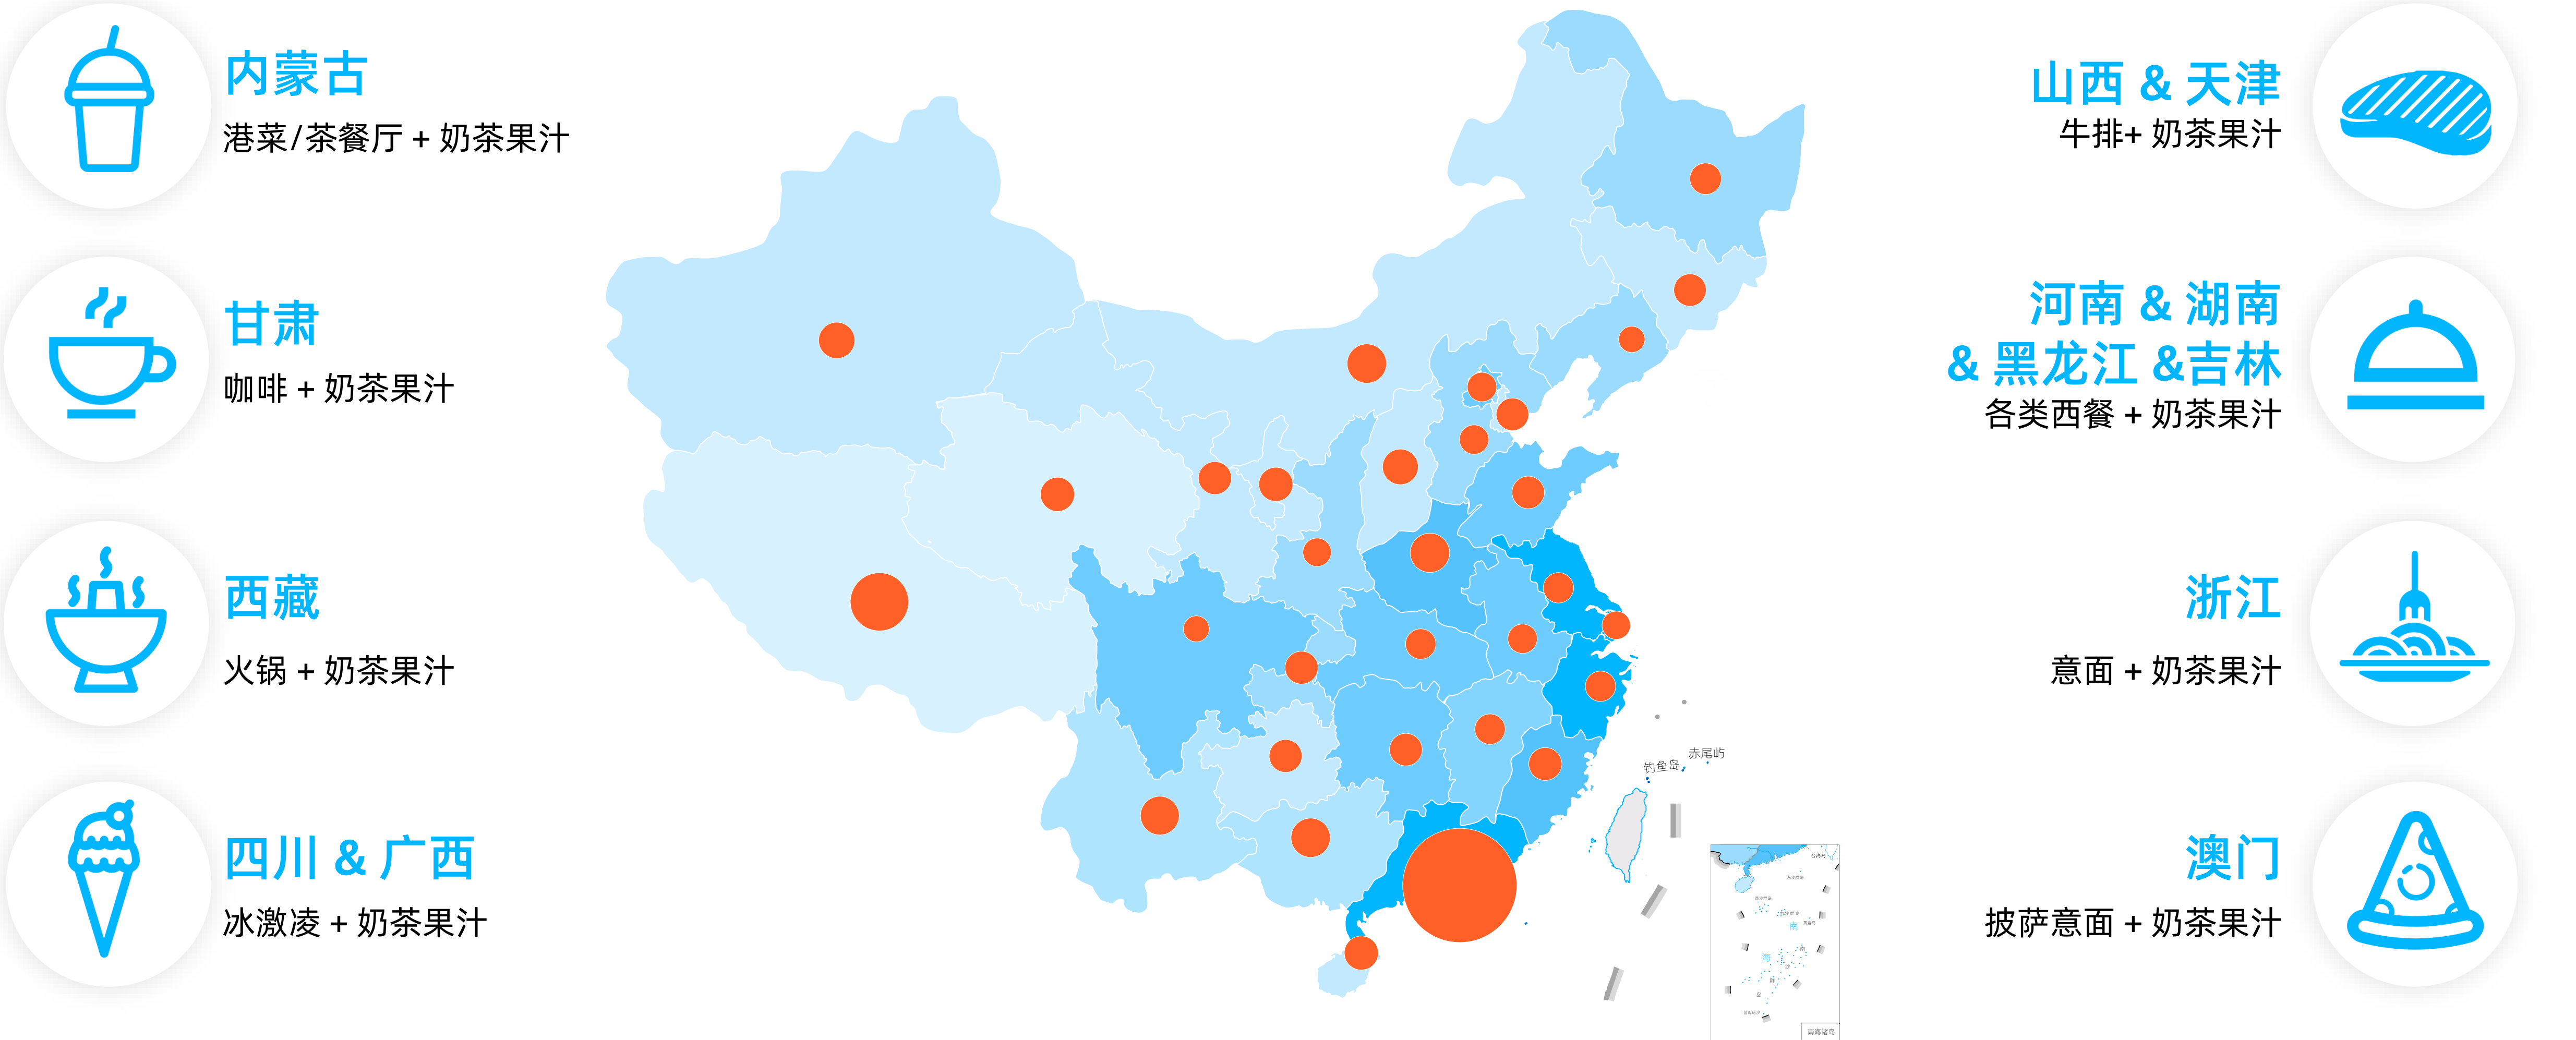 内蒙古
港菜/茶餐厅 + 奶茶果汁
甘肃
咖啡 + 奶茶果汁
西藏
火锅 + 奶茶果汁
四川 & 广西
冰激凌 + 奶茶果汁
山西 & 天津
牛排+ 奶茶果汁
河南 & 湖南
& 黑龙江 &吉林
各类西餐 + 奶茶果汁
浙江
意面 + 奶茶果汁
澳门
披萨意面 + 奶茶果汁
钓鱼岛
赤尾屿
南
海
南海诸岛